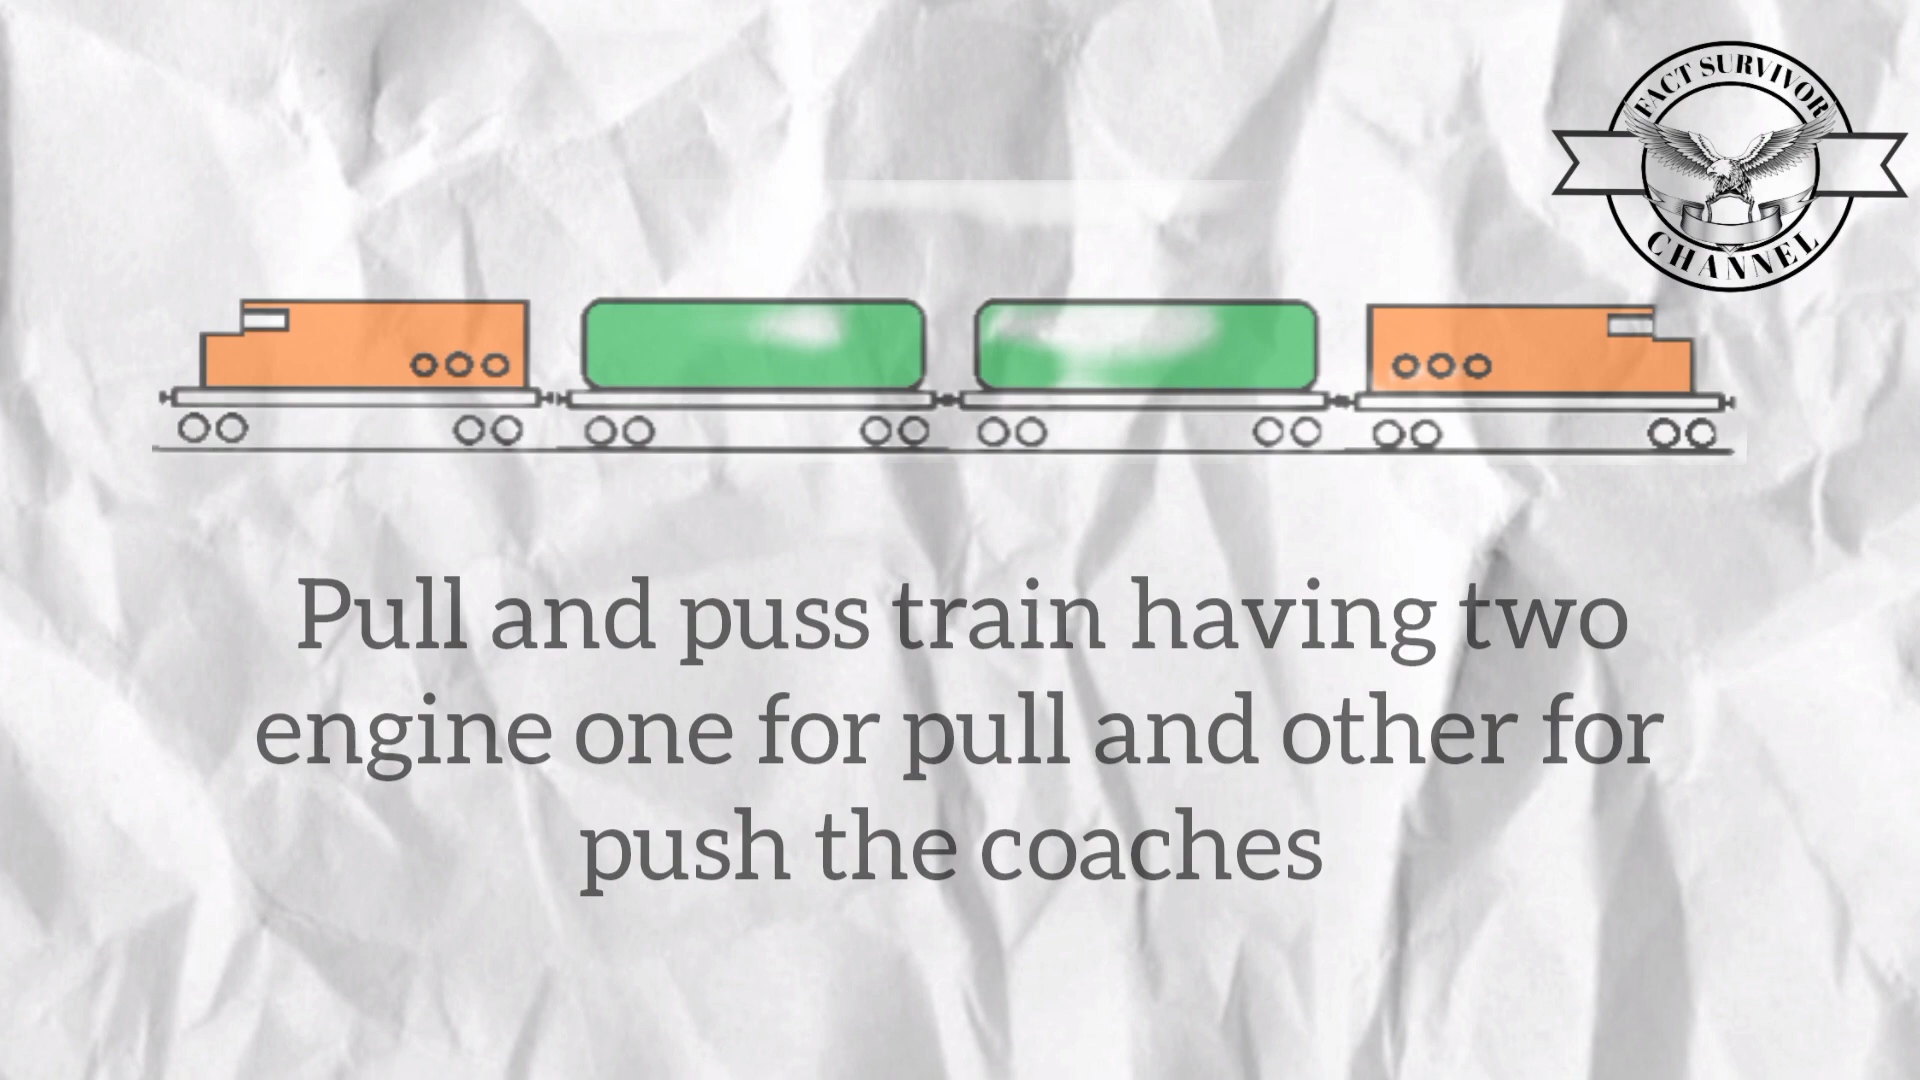 FACT SURVIVOR
CHANNEL
Pull and puss train having two
engine one for pull and other for
push the coaches